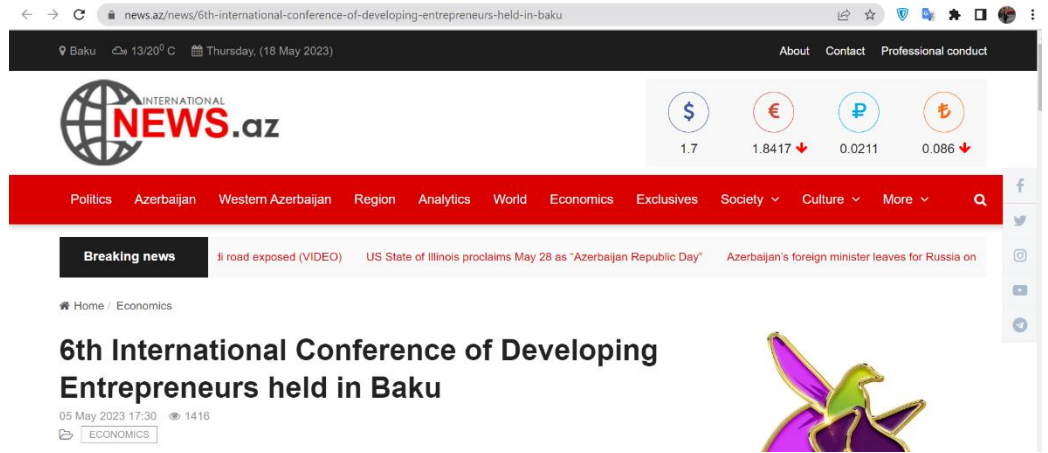 news.az/news/6th-international-conference-of-developing-entrepreneurs-held-in-baku
Baku 13/20⁰ C Thursday, (18 May 2023) About Contact Professional conduct
INTERNATIONAL
NEWS.az
$ € ₽ ₺
1.7 1.8417 0.0211 0.086
Politics Azerbaijan Western Azerbaijan Region Analytics World Economics Exclusives Society Culture More
Breaking news road exposed (VIDEO) US State of Illinois proclaims May 28 as “Azerbaijan Republic Day” Azerbaijan's foreign minister leaves for Russia on
Home / Economics
6th International Conference of Developing
Entrepreneurs held in Baku
05 May 2023 17:30 1416
ECONOMICS